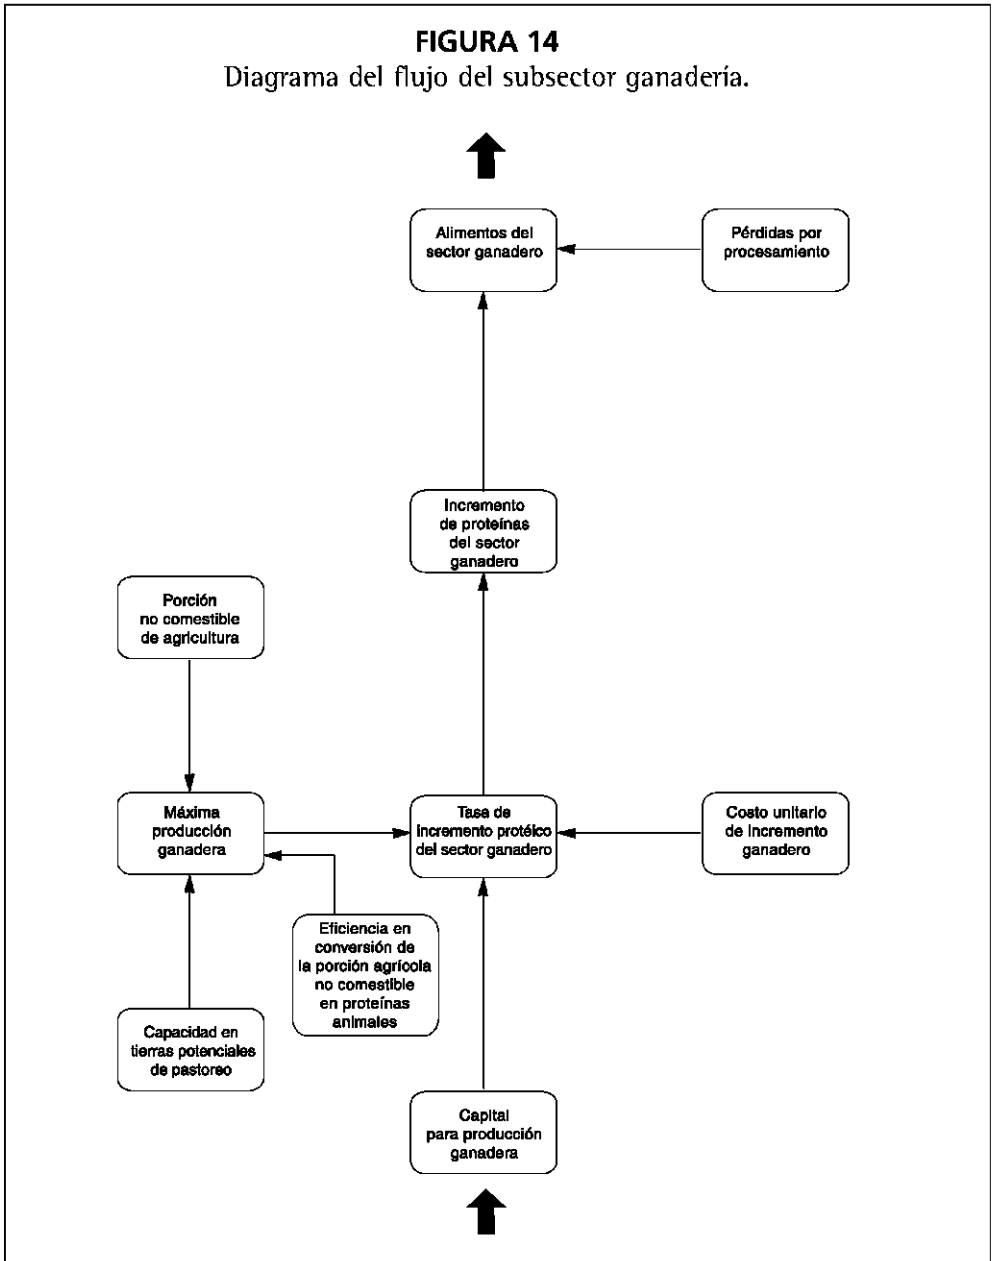 FIGURA 14
Diagrama del flujo del subsector ganadería.
Alimentos del
sector ganadero
Pérdidas por
procesamiento
Incremento
de proteínas
del sector
ganadero
Porción
no comestible
de agricultura
Máxima
producción
ganadera
Tasa de
incremento protéico
del sector ganadero
Costo unitario
de incremento
ganadero
Eficiencia en
conversión de
la porción agrícola
no comestible
en proteínas
animales
Capacidad en
tierras potenciales
de pastoreo
Capital
para producción
ganadera